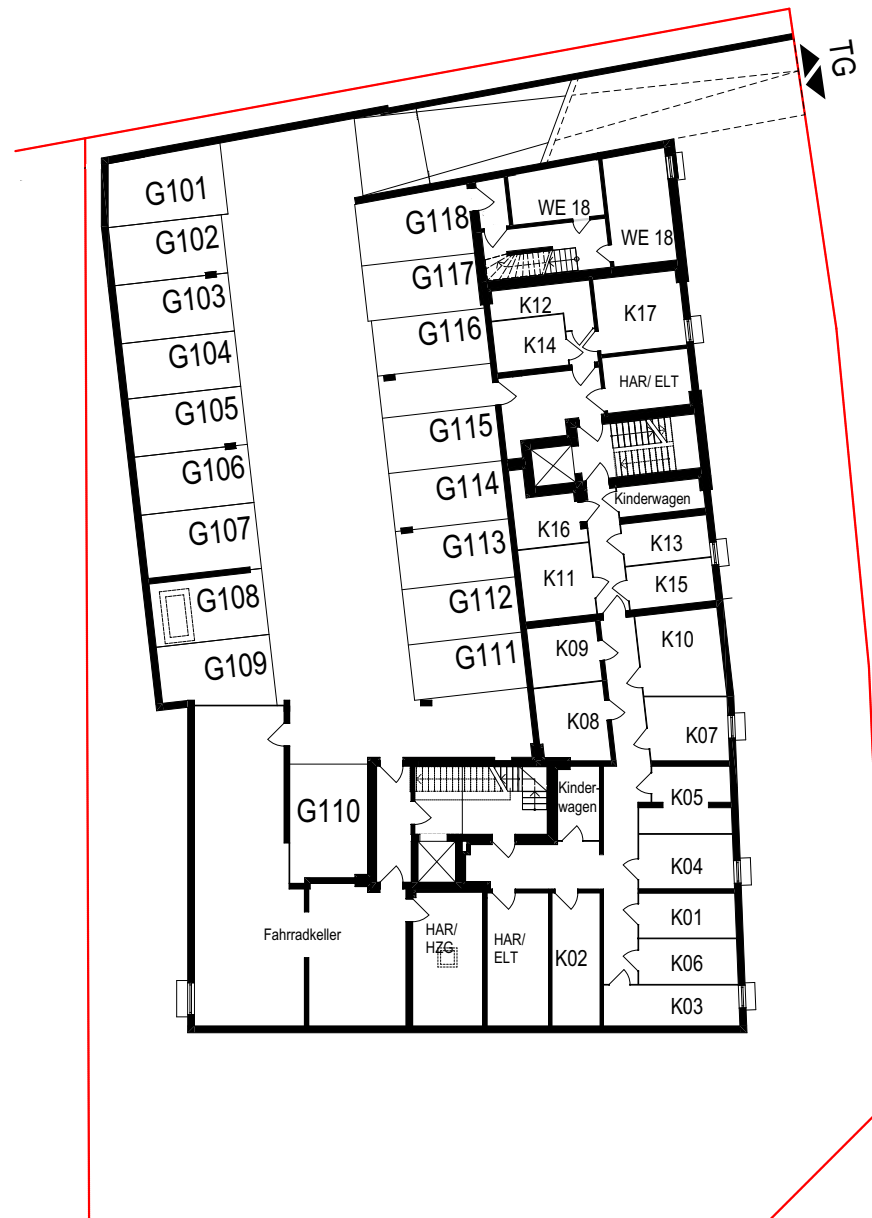 TG
G101
G102
G103
G104
G105
G106
G107
G108
G109
G118
G117
G116
G115
G114
G113
G112
G111
G110
WE 18
WE 18
K12
K17
K14
HAR/ ELT
Kinderwagen
K16
K13
K11
K15
K09
K10
K08
K07
Kinder-
wagen
K05
K04
K01
K06
K03
K02
Fahrradkeller
HAR/
HZG
HAR/
ELT